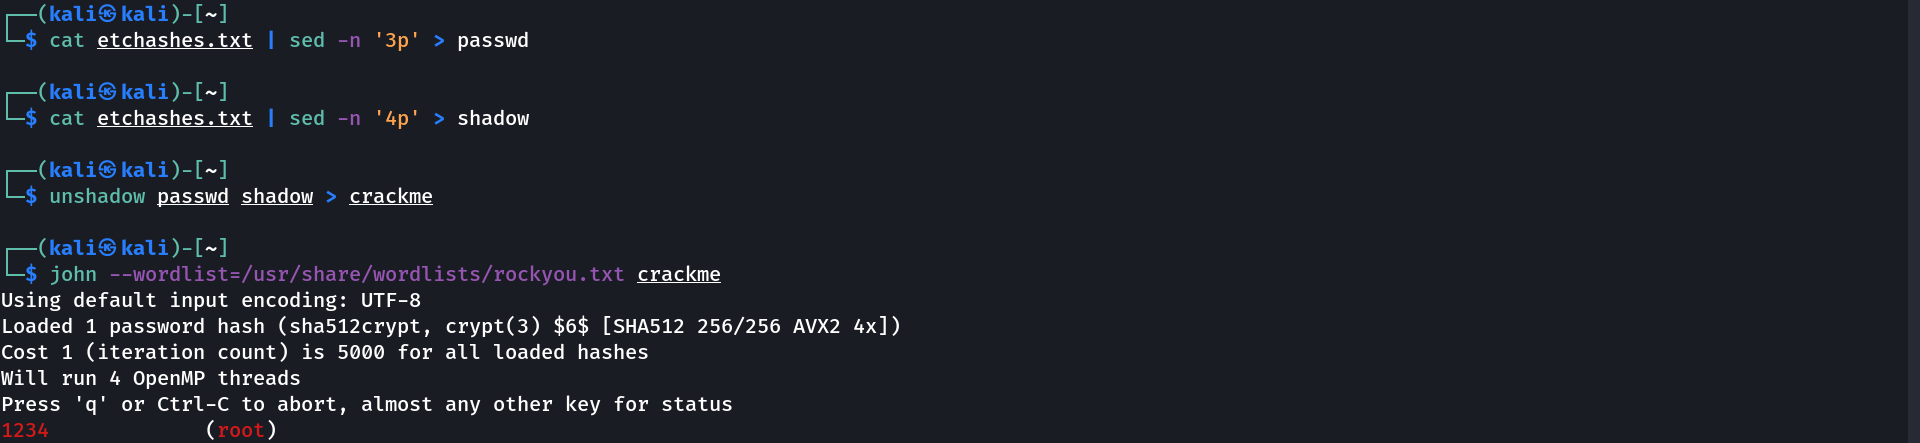 ┌──(kali㉿kali)-[~]
└─$ cat etchashes.txt | sed -n '3p' > passwd
┌──(kali㉿kali)-[~]
└─$ cat etchashes.txt | sed -n '4p' > shadow
┌──(kali㉿kali)-[~]
└─$ unshadow passwd shadow > crackme
┌──(kali㉿kali)-[~]
└─$ john --wordlist=/usr/share/wordlists/rockyou.txt crackme
Using default input encoding: UTF-8
Loaded 1 password hash (sha512crypt, crypt(3) $6$ [SHA512 256/256 AVX2 4x])
Cost 1 (iteration count) is 5000 for all loaded hashes
Will run 4 OpenMP threads
Press 'q' or Ctrl-C to abort, almost any other key for status
1234             (root)